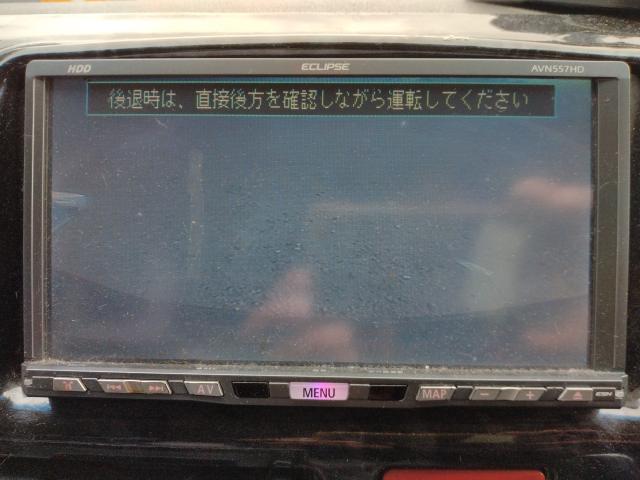 HDD ECLIPSE AVN557HD
後退時は、直接後方を確認しながら運転してください
AV MENU MAP − + ESN